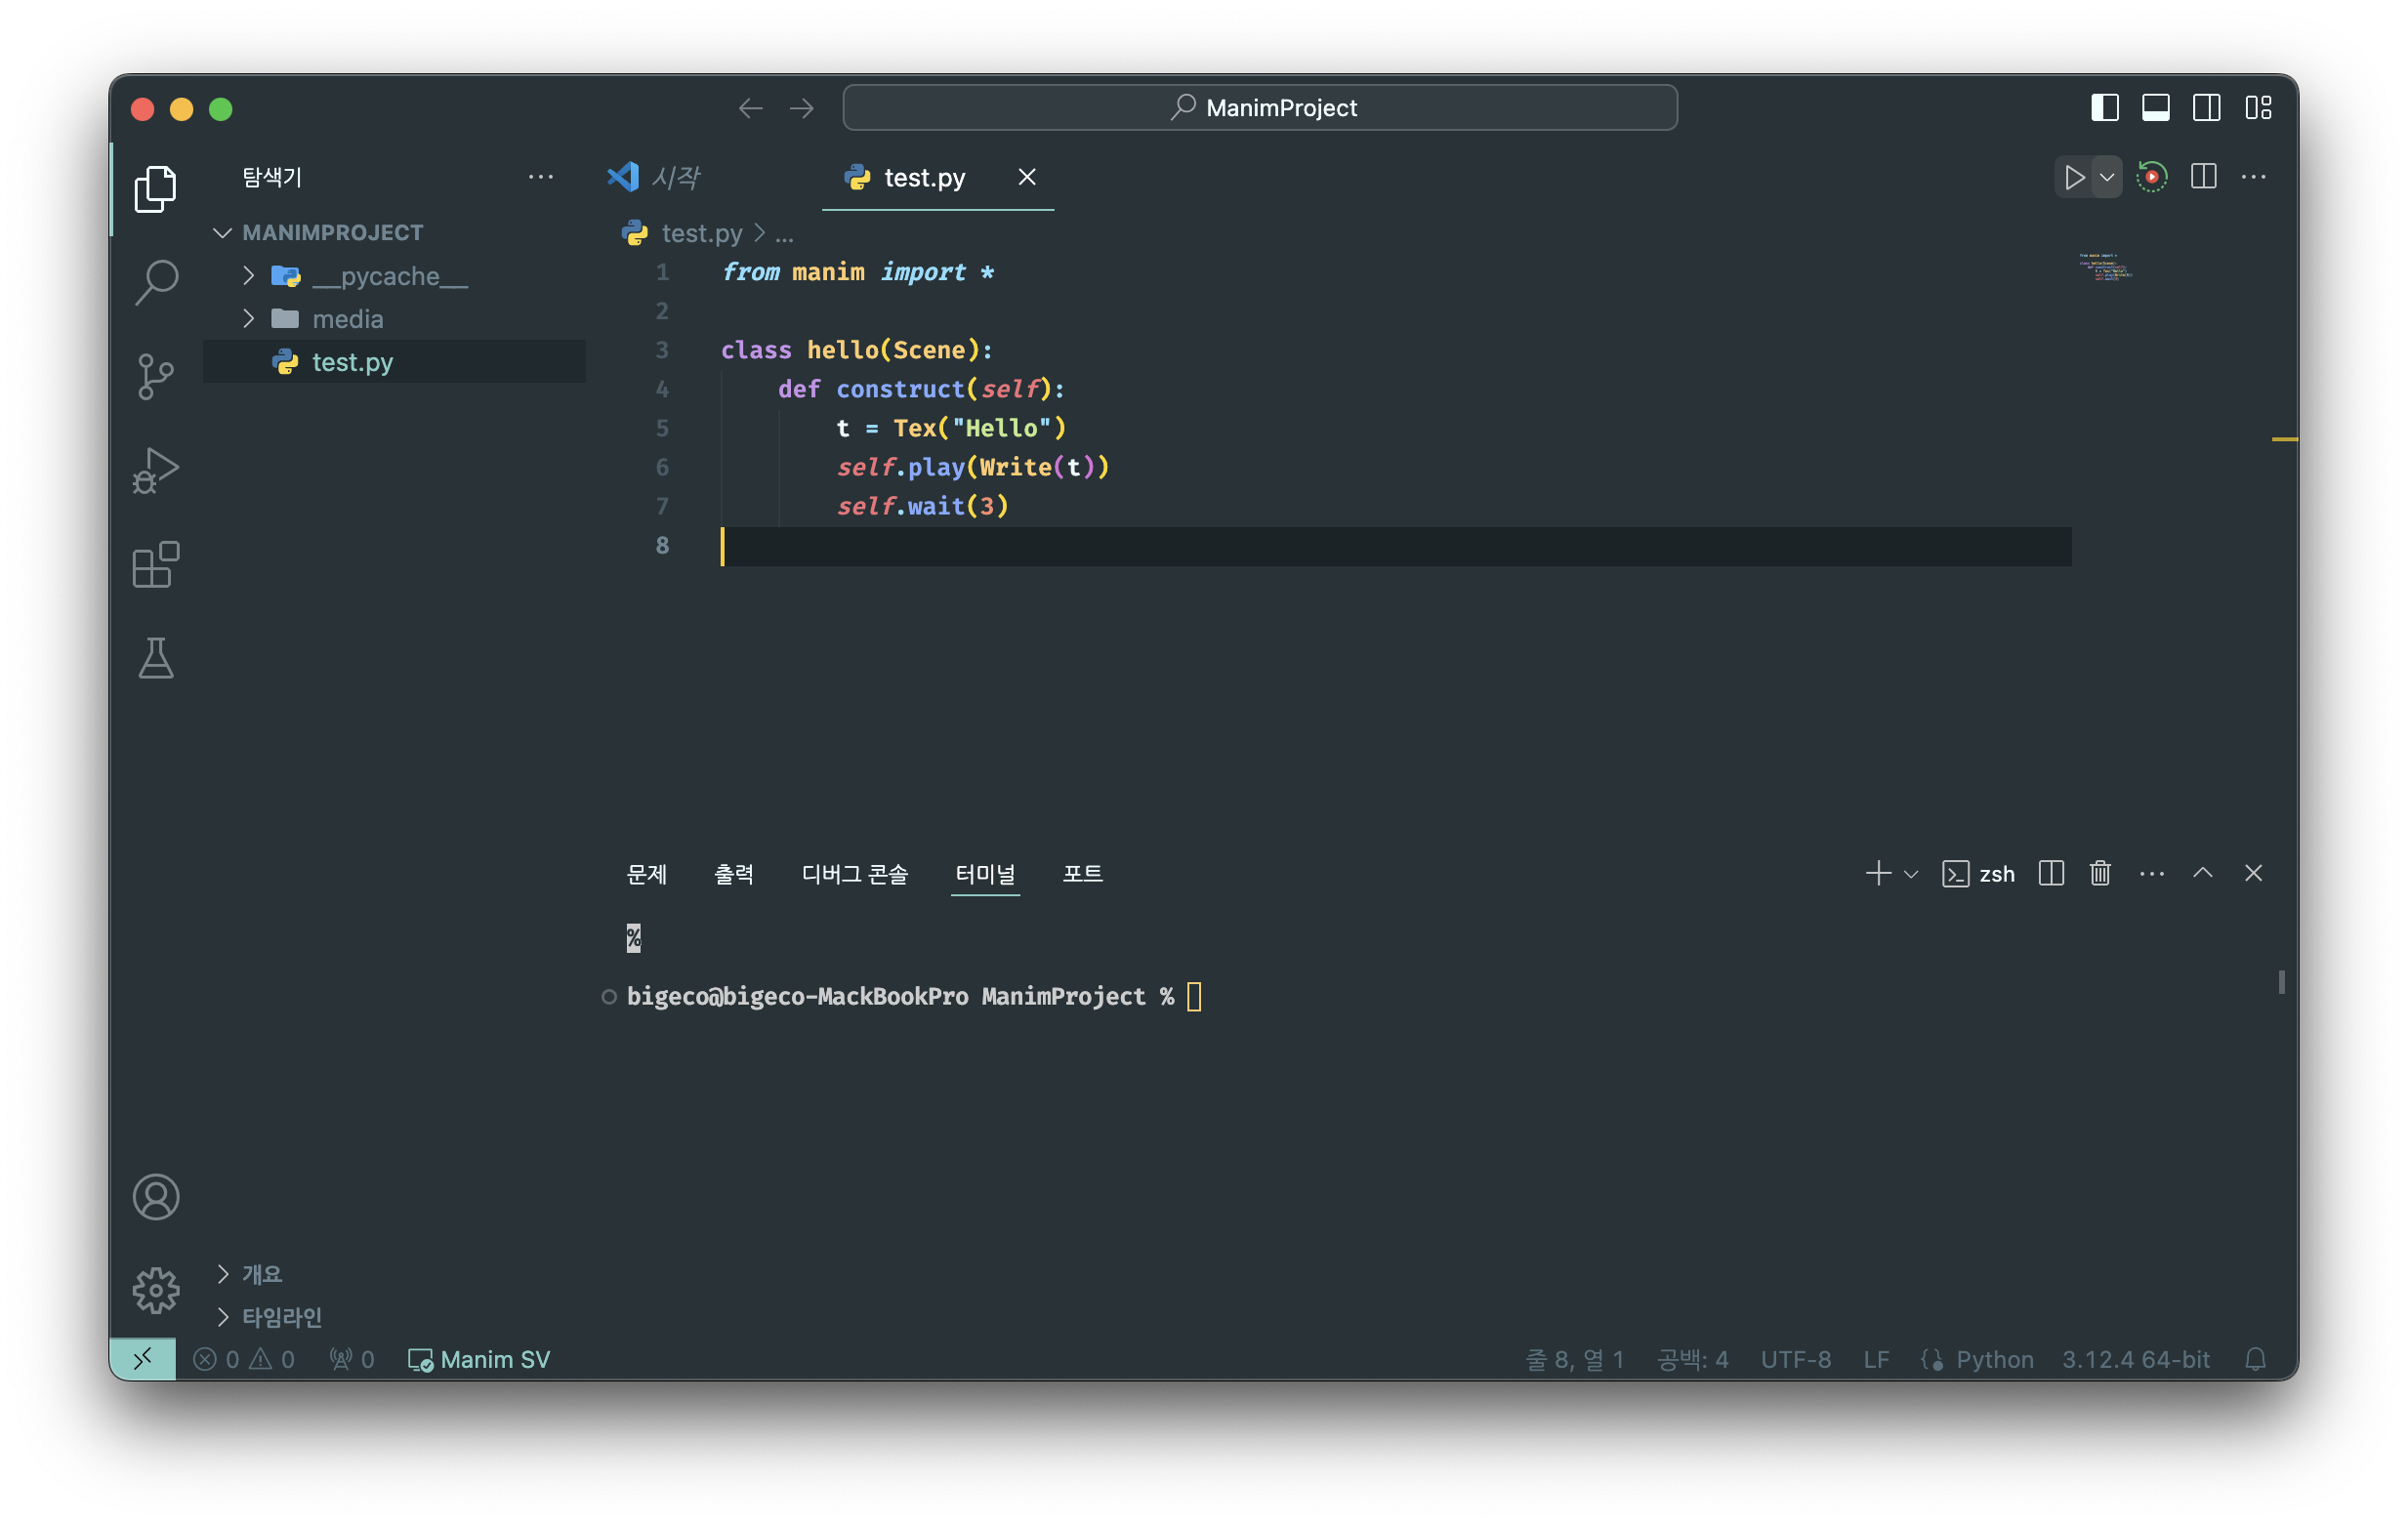 ManimProject
탐색기
시작
test.py
MANIMPROJECT
__pycache__
media
test.py
test.py > ...
1 from manim import *
2
3 class hello(Scene):
4 def construct(self):
5 t = Tex("Hello")
6 self.play(Write(t))
7 self.wait(3)
8
문제 출력 디버그 콘솔 터미널 포트
zsh
%
bigeco@bigeco-MackBookPro ManimProject %
개요
타임라인
0 0 0 Manim SV
줄 8, 열 1 공백: 4 UTF-8 LF Python 3.12.4 64-bit